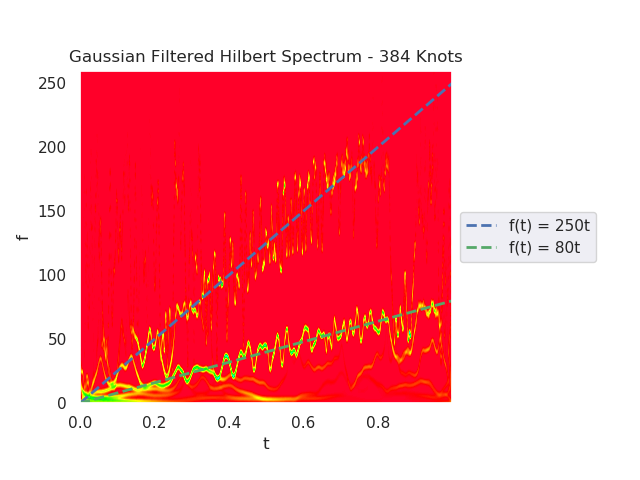 Gaussian Filtered Hilbert Spectrum - 384 Knots
250
200
150
100
50
0
f
0.0 0.2 0.4 0.6 0.8
t
f(t) = 250t
f(t) = 80t